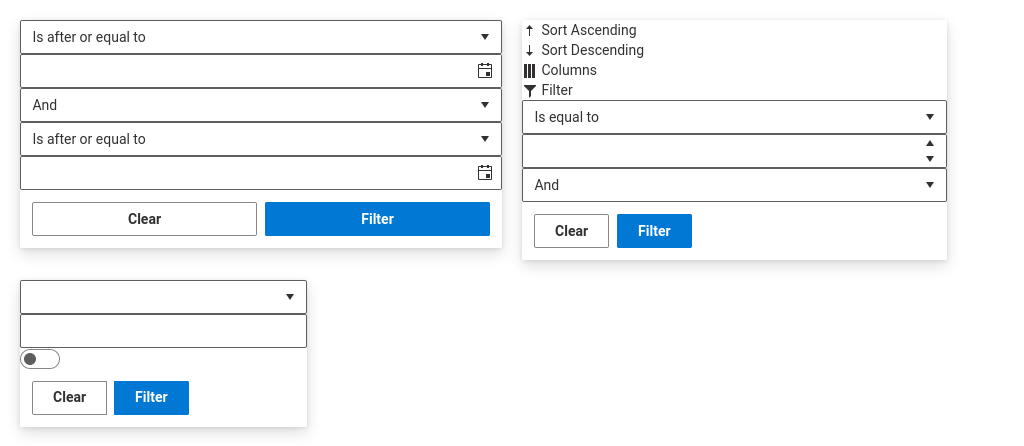 Is after or equal to
And
Is after or equal to
Clear
Filter
Sort Ascending
Sort Descending
Columns
Filter
Is equal to
And
Clear
Filter
Clear
Filter